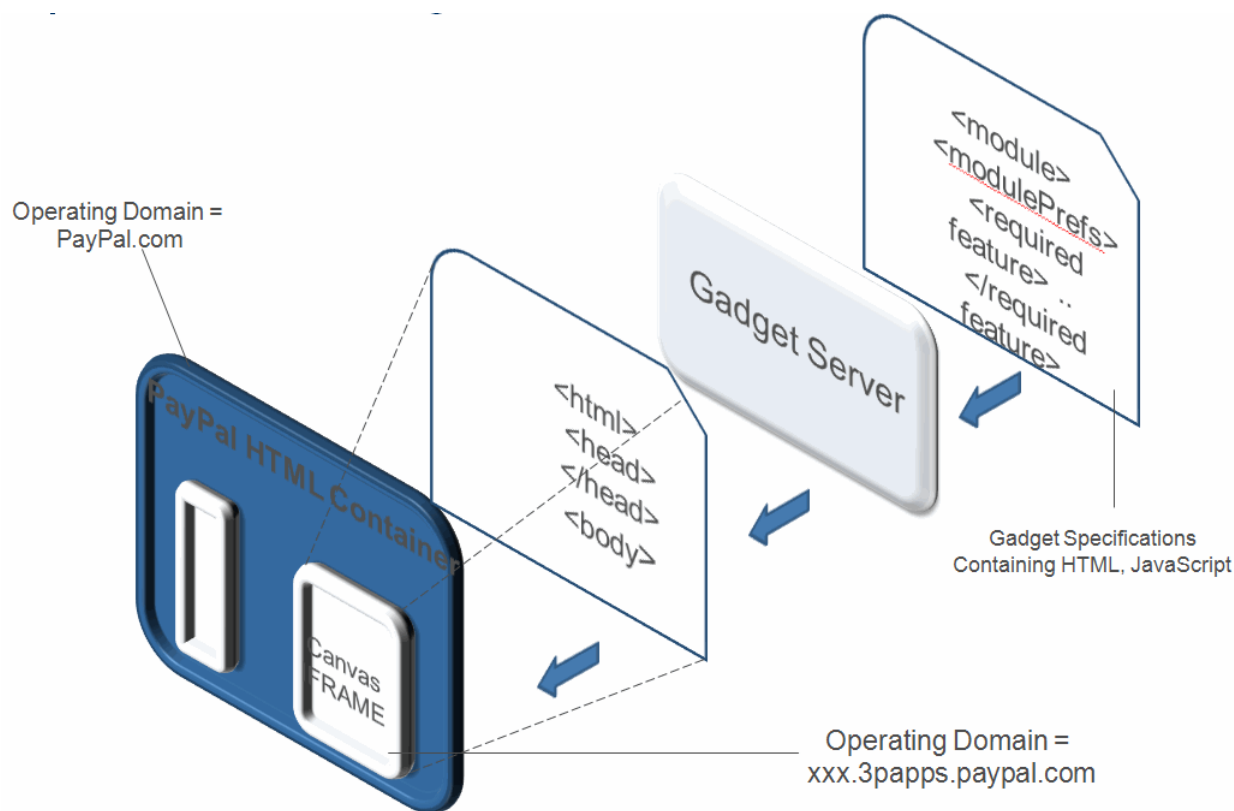 Operating Domain =
PayPal.com
PayPal HTML Container
Canvas
FRAME
<html>
<head>
</head>
<body>
Gadget Server
<module>
<modulePrefs>
<required
feature> ..
</required
feature>
Gadget Specifications
Containing HTML, JavaScript
Operating Domain =
xxx.3papps.paypal.com